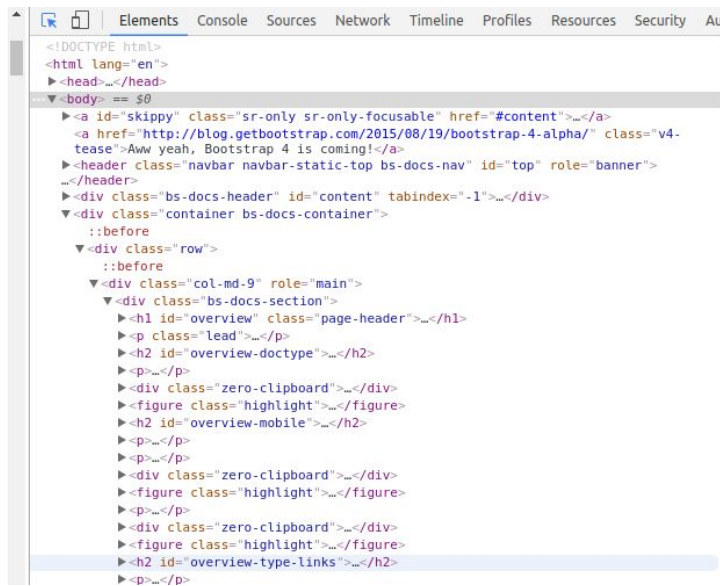 Elements Console Sources Network Timeline Profiles Resources Security Au
<!DOCTYPE html>
<html lang="en">
▶<head>…</head>
…▼<body> == $0
▶<a id="skippy" class="sr-only sr-only-focusable" href="#content">…</a>
<a href="http://blog.getbootstrap.com/2015/08/19/bootstrap-4-alpha/" class="v4-
tease">Aww yeah, Bootstrap 4 is coming!</a>
▶<header class="navbar navbar-static-top bs-docs-nav" id="top" role="banner">
…</header>
▶<div class="bs-docs-header" id="content" tabindex="-1">…</div>
▼<div class="container bs-docs-container">
::before
▼<div class="row">
::before
▼<div class="col-md-9" role="main">
▼<div class="bs-docs-section">
▶<h1 id="overview" class="page-header">…</h1>
▶<p class="lead">…</p>
▶<h2 id="overview-doctype">…</h2>
▶<p>…</p>
▶<div class="zero-clipboard">…</div>
▶<figure class="highlight">…</figure>
▶<h2 id="overview-mobile">…</h2>
▶<p>…</p>
▶<p>…</p>
▶<div class="zero-clipboard">…</div>
▶<figure class="highlight">…</figure>
▶<p>…</p>
▶<div class="zero-clipboard">…</div>
▶<figure class="highlight">…</figure>
▶<h2 id="overview-type-links">…</h2>
▶<p>…</p>